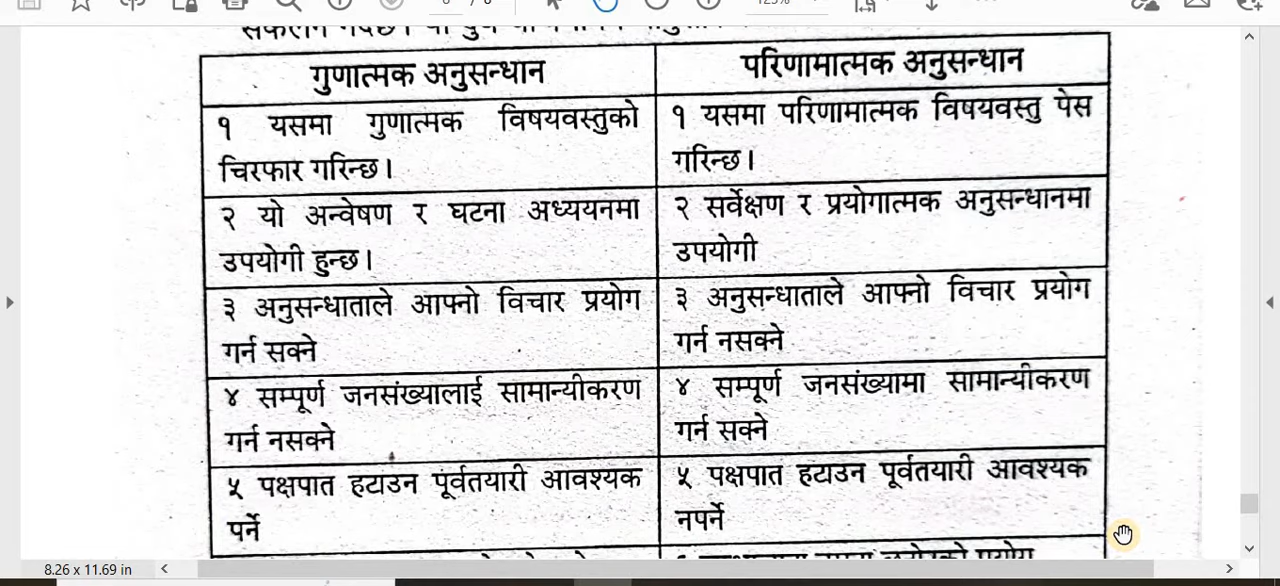 गुणात्मक अनुसन्धान
परिणामात्मक अनुसन्धान
१ यसमा गुणात्मक विषयवस्तुको
चिरफार गरिन्छ।
१ यसमा परिणामात्मक विषयवस्तु पेस
गरिन्छ।
२ यो अन्वेषण र घटना अध्ययनमा
उपयोगी हुन्छ।
२ सर्वेक्षण र प्रयोगात्मक अनुसन्धानमा
उपयोगी
३ अनुसन्धाताले आफ्नो विचार प्रयोग
गर्न सक्ने
३ अनुसन्धाताले आफ्नो विचार प्रयोग
गर्न नसक्ने
४ सम्पूर्ण जनसंख्यालाई सामान्यीकरण
गर्न नसक्ने
४ सम्पूर्ण जनसंख्यामा सामान्यीकरण
गर्न सक्ने
५ पक्षपात हटाउन पूर्वतयारी आवश्यक
पर्ने
५ पक्षपात हटाउन पूर्वतयारी आवश्यक
नपर्ने
8.26 x 11.69 in